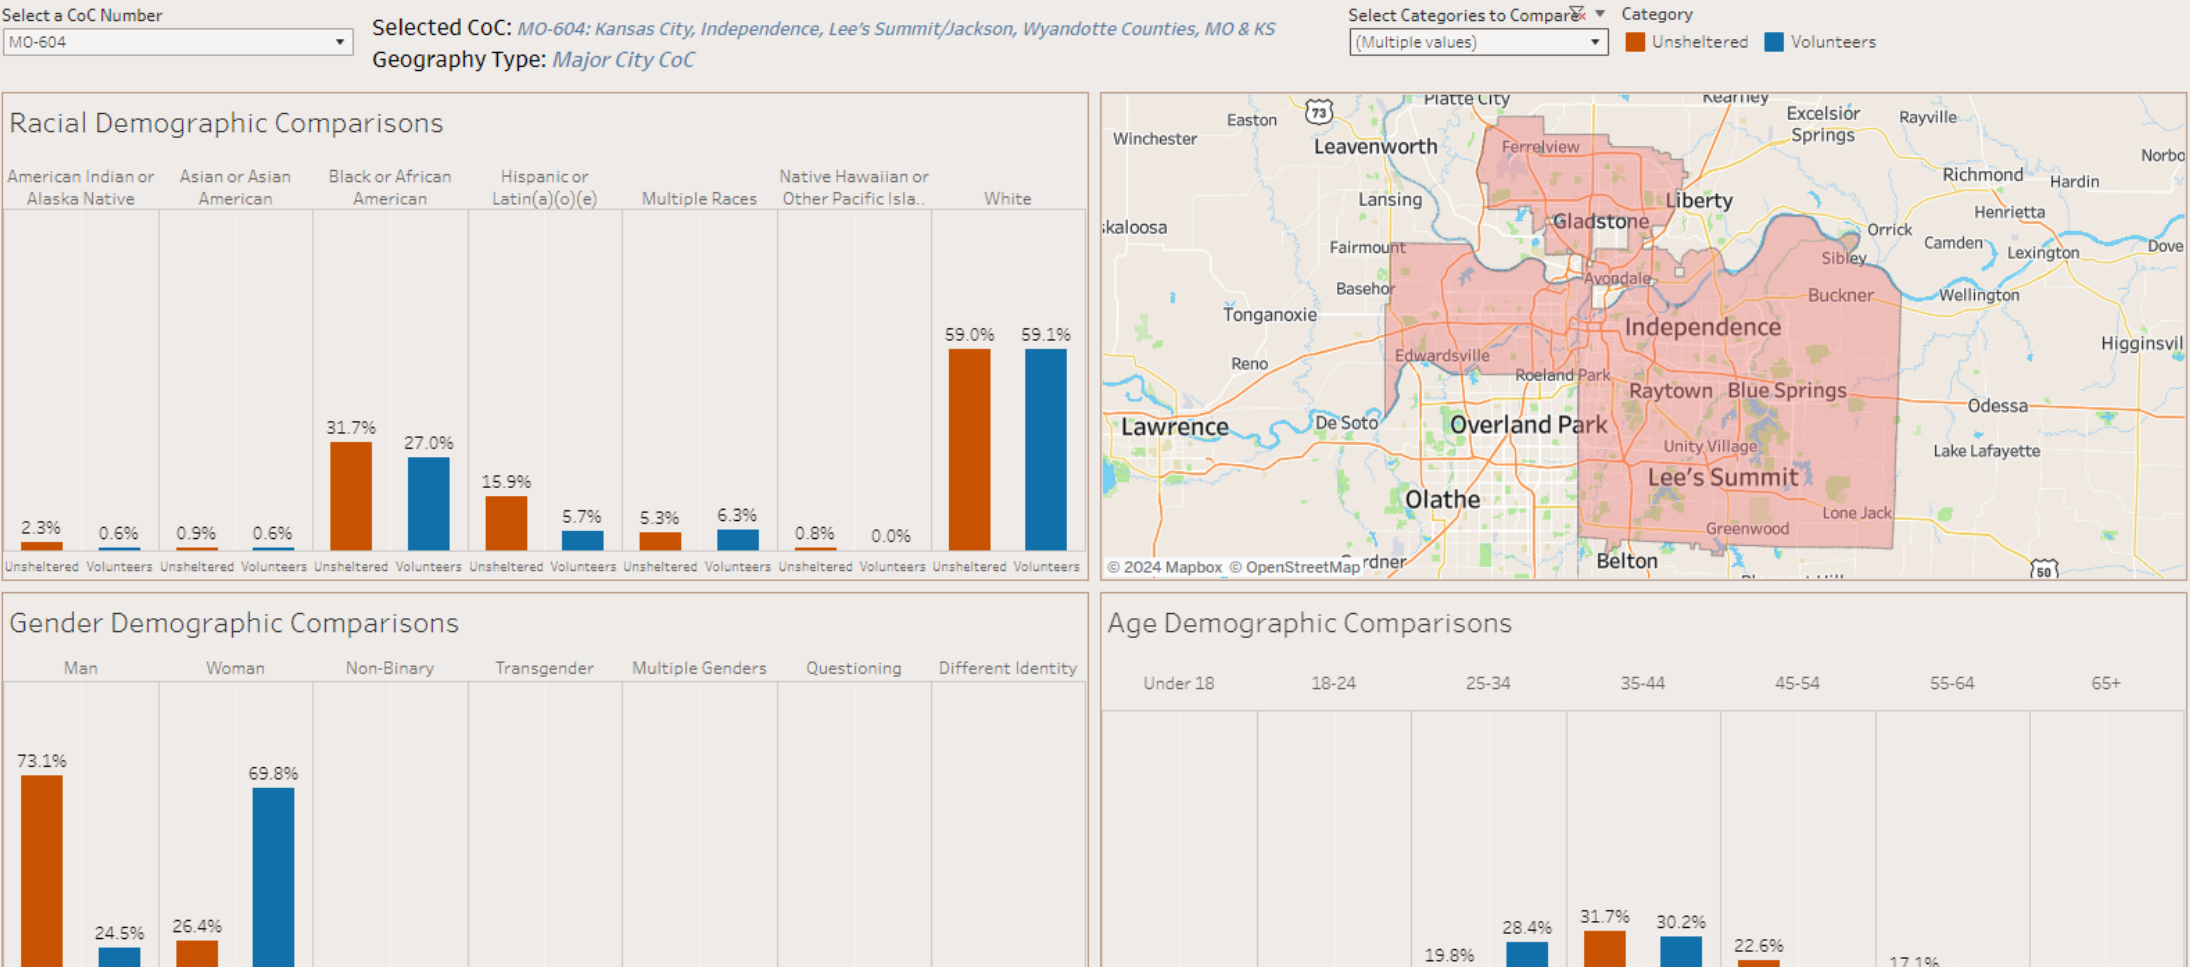 Select a CoC Number
MO-604
Selected CoC: MO-604: Kansas City, Independence, Lee's Summit/Jackson, Wyandotte Counties, MO & KS
Geography Type: Major City CoC
Select Categories to Compare
(Multiple values)
Category
Unsheltered Volunteers
Racial Demographic Comparisons
American Indian or Alaska Native
Asian or Asian American
Black or African American
Hispanic or Latin(a)(o)(e)
Multiple Races
Native Hawaiian or Other Pacific Isla..
White
2.3% 0.6% 0.9% 0.6% 31.7% 27.0% 15.9% 5.7% 5.3% 6.3% 0.8% 0.0% 59.0% 59.1%
Unsheltered Volunteers Unsheltered Volunteers Unsheltered Volunteers Unsheltered Volunteers Unsheltered Volunteers Unsheltered Volunteers Unsheltered Volunteers
Platte City
Kearney
73
Easton
Excelsior Springs
Rayville
Winchester
Leavenworth
Ferrelview
Norbo
Richmond
Hardin
Lansing
Liberty
Henrietta
Gladstone
skaloosa
Orrick
Camden
Dove
Fairmount
Sibley
Lexington
Avondale
Basehor
Buckner
Wellington
Tonganoxie
Independence
Higginsvil
Reno
Edwardsville
Roeland Park
Raytown
Blue Springs
Odessa
Lawrence
De Soto
Overland Park
Unity Village
Lake Lafayette
Lee's Summit
Olathe
Lone Jack
Greenwood
Belton
rdner
50
© 2024 Mapbox © OpenStreetMap
Gender Demographic Comparisons
Man Woman Non-Binary Transgender Multiple Genders Questioning Different Identity
73.1% 24.5% 26.4% 69.8%
Age Demographic Comparisons
Under 18 18-24 25-34 35-44 45-54 55-64 65+
19.8% 28.4% 31.7% 30.2% 22.6% 17.1%